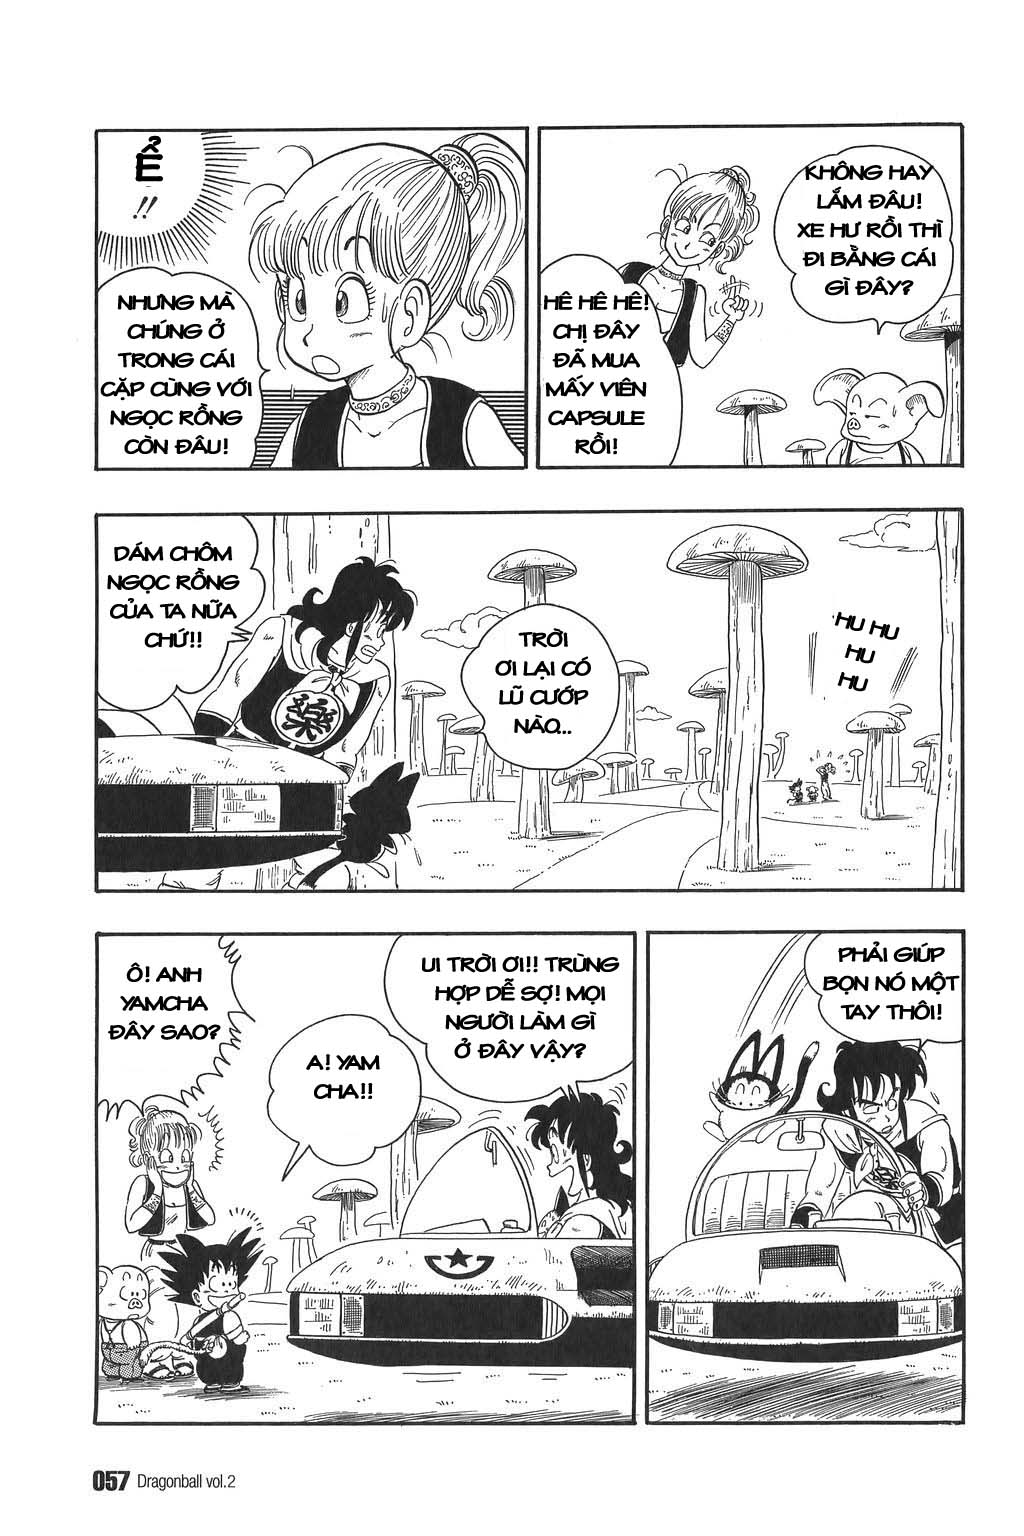 KHÔNG HAY
LẮM ĐÂU!
XE HƯ RỒI THÌ
ĐI BẰNG CÁI
GÌ ĐÂY?
HÊ HÊ HÊ!
CHỊ ĐÂY
ĐÃ MUA
MẤY VIÊN
CAPSULE
RỒI!
Ể
!!
NHƯNG MÀ
CHÚNG Ở
TRONG CÁI
CẶP CÙNG VỚI
NGỌC RỒNG
CÒN ĐÂU!
HU HU
HU
HU
TRỜI
ƠI LẠI CÓ
LŨ CƯỚP
NÀO...
DÁM CHÔM
NGỌC RỒNG
CỦA TA NỮA
CHỨ!!
樂
PHẢI GIÚP
BỌN NÓ MỘT
TAY THÔI!
UI TRỜI ƠI!! TRÙNG
HỢP DỄ SỢ! MỌI
NGƯỜI LÀM GÌ
Ở ĐÂY VẬY?
A! YAM
CHA!!
Ô! ANH
YAMCHA
ĐÂY SAO?
057 Dragonball vol.2